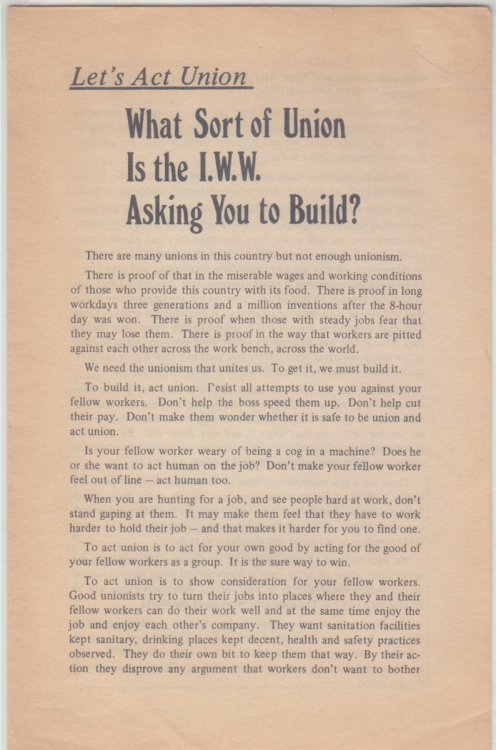 Let's Act Union
What Sort of Union
Is the I.W.W.
Asking You to Build?
There are many unions in this country but not enough unionism.
There is proof of that in the miserable wages and working conditions
of those who provide this country with its food. There is proof in long
workdays three generations and a million inventions after the 8-hour
day was won. There is proof when those with steady jobs fear that
they may lose them. There is proof in the way that workers are pitted
against each other across the work bench, across the world.
We need the unionism that unites us. To get it, we must build it.
To build it, act union. Resist all attempts to use you against your
fellow workers. Don't help the boss speed them up. Don't help cut
their pay. Don't make them wonder whether it is safe to be union and
act union.
Is your fellow worker weary of being a cog in a machine? Does he
or she want to act human on the job? Don't make your fellow worker
feel out of line — act human too.
When you are hunting for a job, and see people hard at work, don't
stand gaping at them. It may make them feel that they have to work
harder to hold their job — and that makes it harder for you to find one.
To act union is to act for your own good by acting for the good of
your fellow workers as a group. It is the sure way to win.
To act union is to show consideration for your fellow workers.
Good unionists try to turn their jobs into places where they and their
fellow workers can do their work well and at the same time enjoy the
job and enjoy each other's company. They want sanitation facilities
kept sanitary, drinking places kept decent, health and safety practices
observed. They do their own bit to keep them that way. By their ac-
tion they disprove any argument that workers don't want to bother